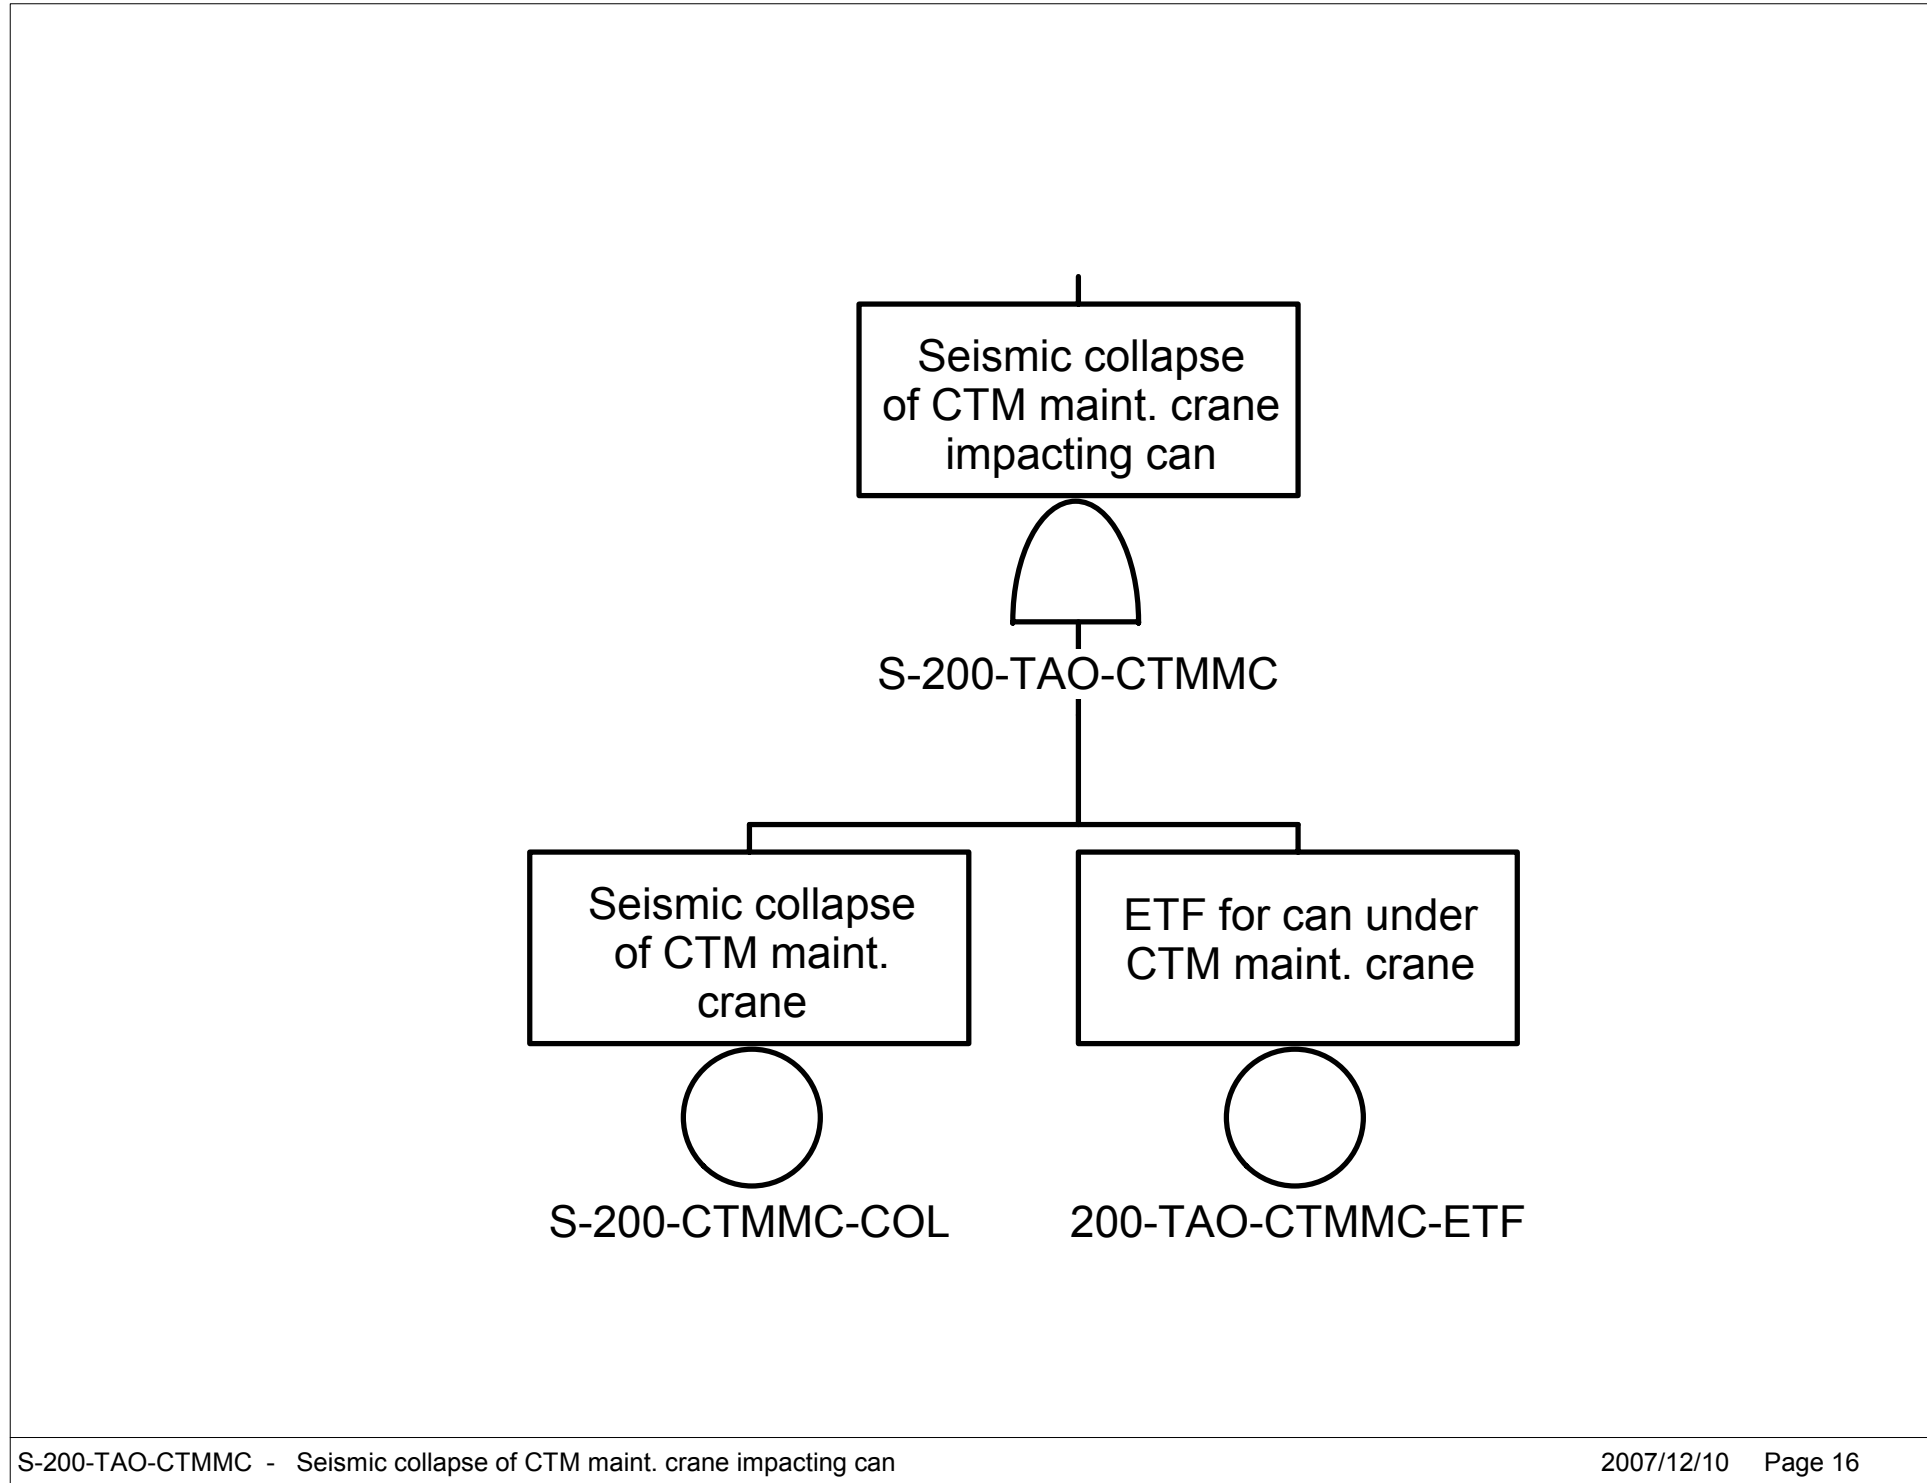 Seismic collapse
of CTM maint. crane
impacting can
S-200-TAO-CTMMC
Seismic collapse
of CTM maint.
crane
ETF for can under
CTM maint. crane
S-200-CTMMC-COL
200-TAO-CTMMC-ETF
S-200-TAO-CTMMC - Seismic collapse of CTM maint. crane impacting can
2007/12/10 Page 16